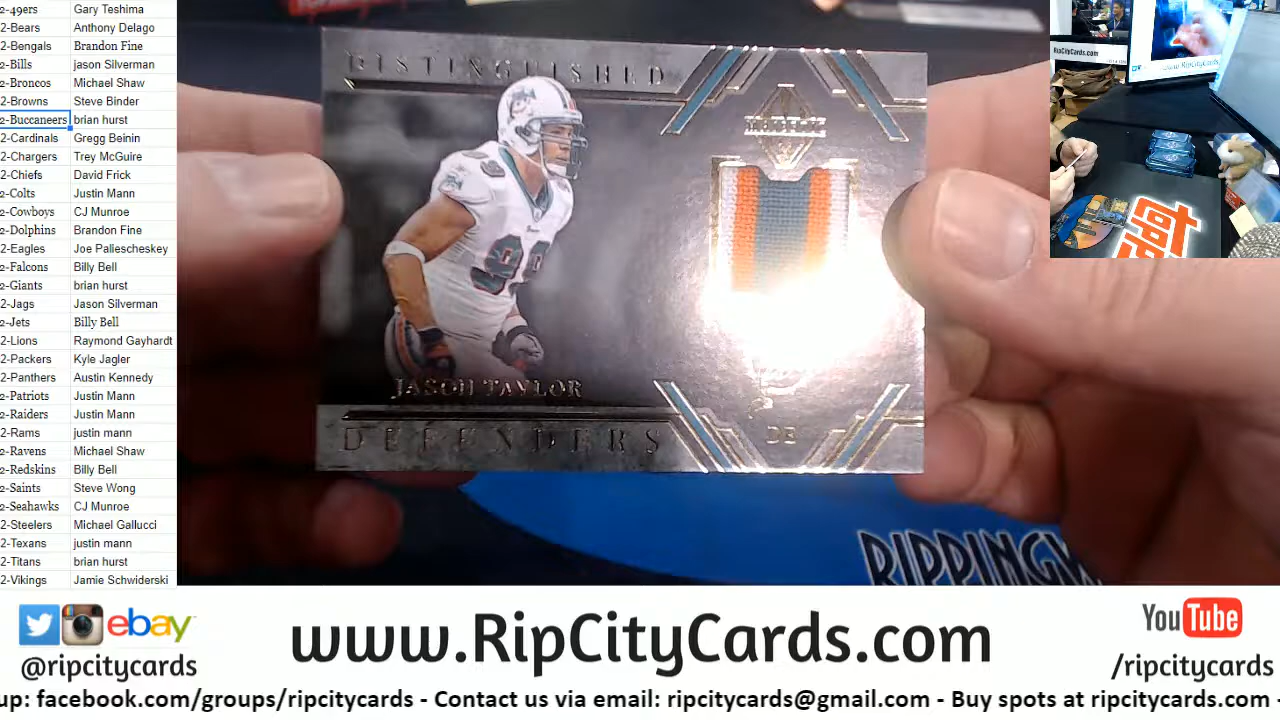 2-49ers Gary Teshima
2-Bears Anthony Delago
2-Bengals Brandon Fine
2-Bills jason Silverman
2-Broncos Michael Shaw
2-Browns Steve Binder
2-Buccaneers brian hurst
2-Cardinals Gregg Beinin
2-Chargers Trey McGuire
2-Chiefs David Frick
2-Colts Justin Mann
2-Cowboys CJ Munroe
2-Dolphins Brandon Fine
2-Eagles Joe Pallescheskey
2-Falcons Billy Bell
2-Giants brian hurst
2-Jags Jason Silverman
2-Jets Billy Bell
2-Lions Raymond Gayhardt
2-Packers Kyle Jagler
2-Panthers Austin Kennedy
2-Patriots Justin Mann
2-Raiders Justin Mann
2-Rams justin mann
2-Ravens Michael Shaw
2-Redskins Billy Bell
2-Saints Steve Wong
2-Seahawks CJ Munroe
2-Steelers Michael Gallucci
2-Texans justin mann
2-Titans brian hurst
2-Vikings Jamie Schwiderski
DISTINGUISHED
MAJESTIC
99
JASON TAYLOR
DEFENDERS
DE
RIPPINGW
RipCityCards.com
ebay
@ripcitycards
www.RipCityCards.com
YouTube
/ripcitycards
up: facebook.com/groups/ripcitycards - Contact us via email: ripcitycards@gmail.com - Buy spots at ripcitycards.com -